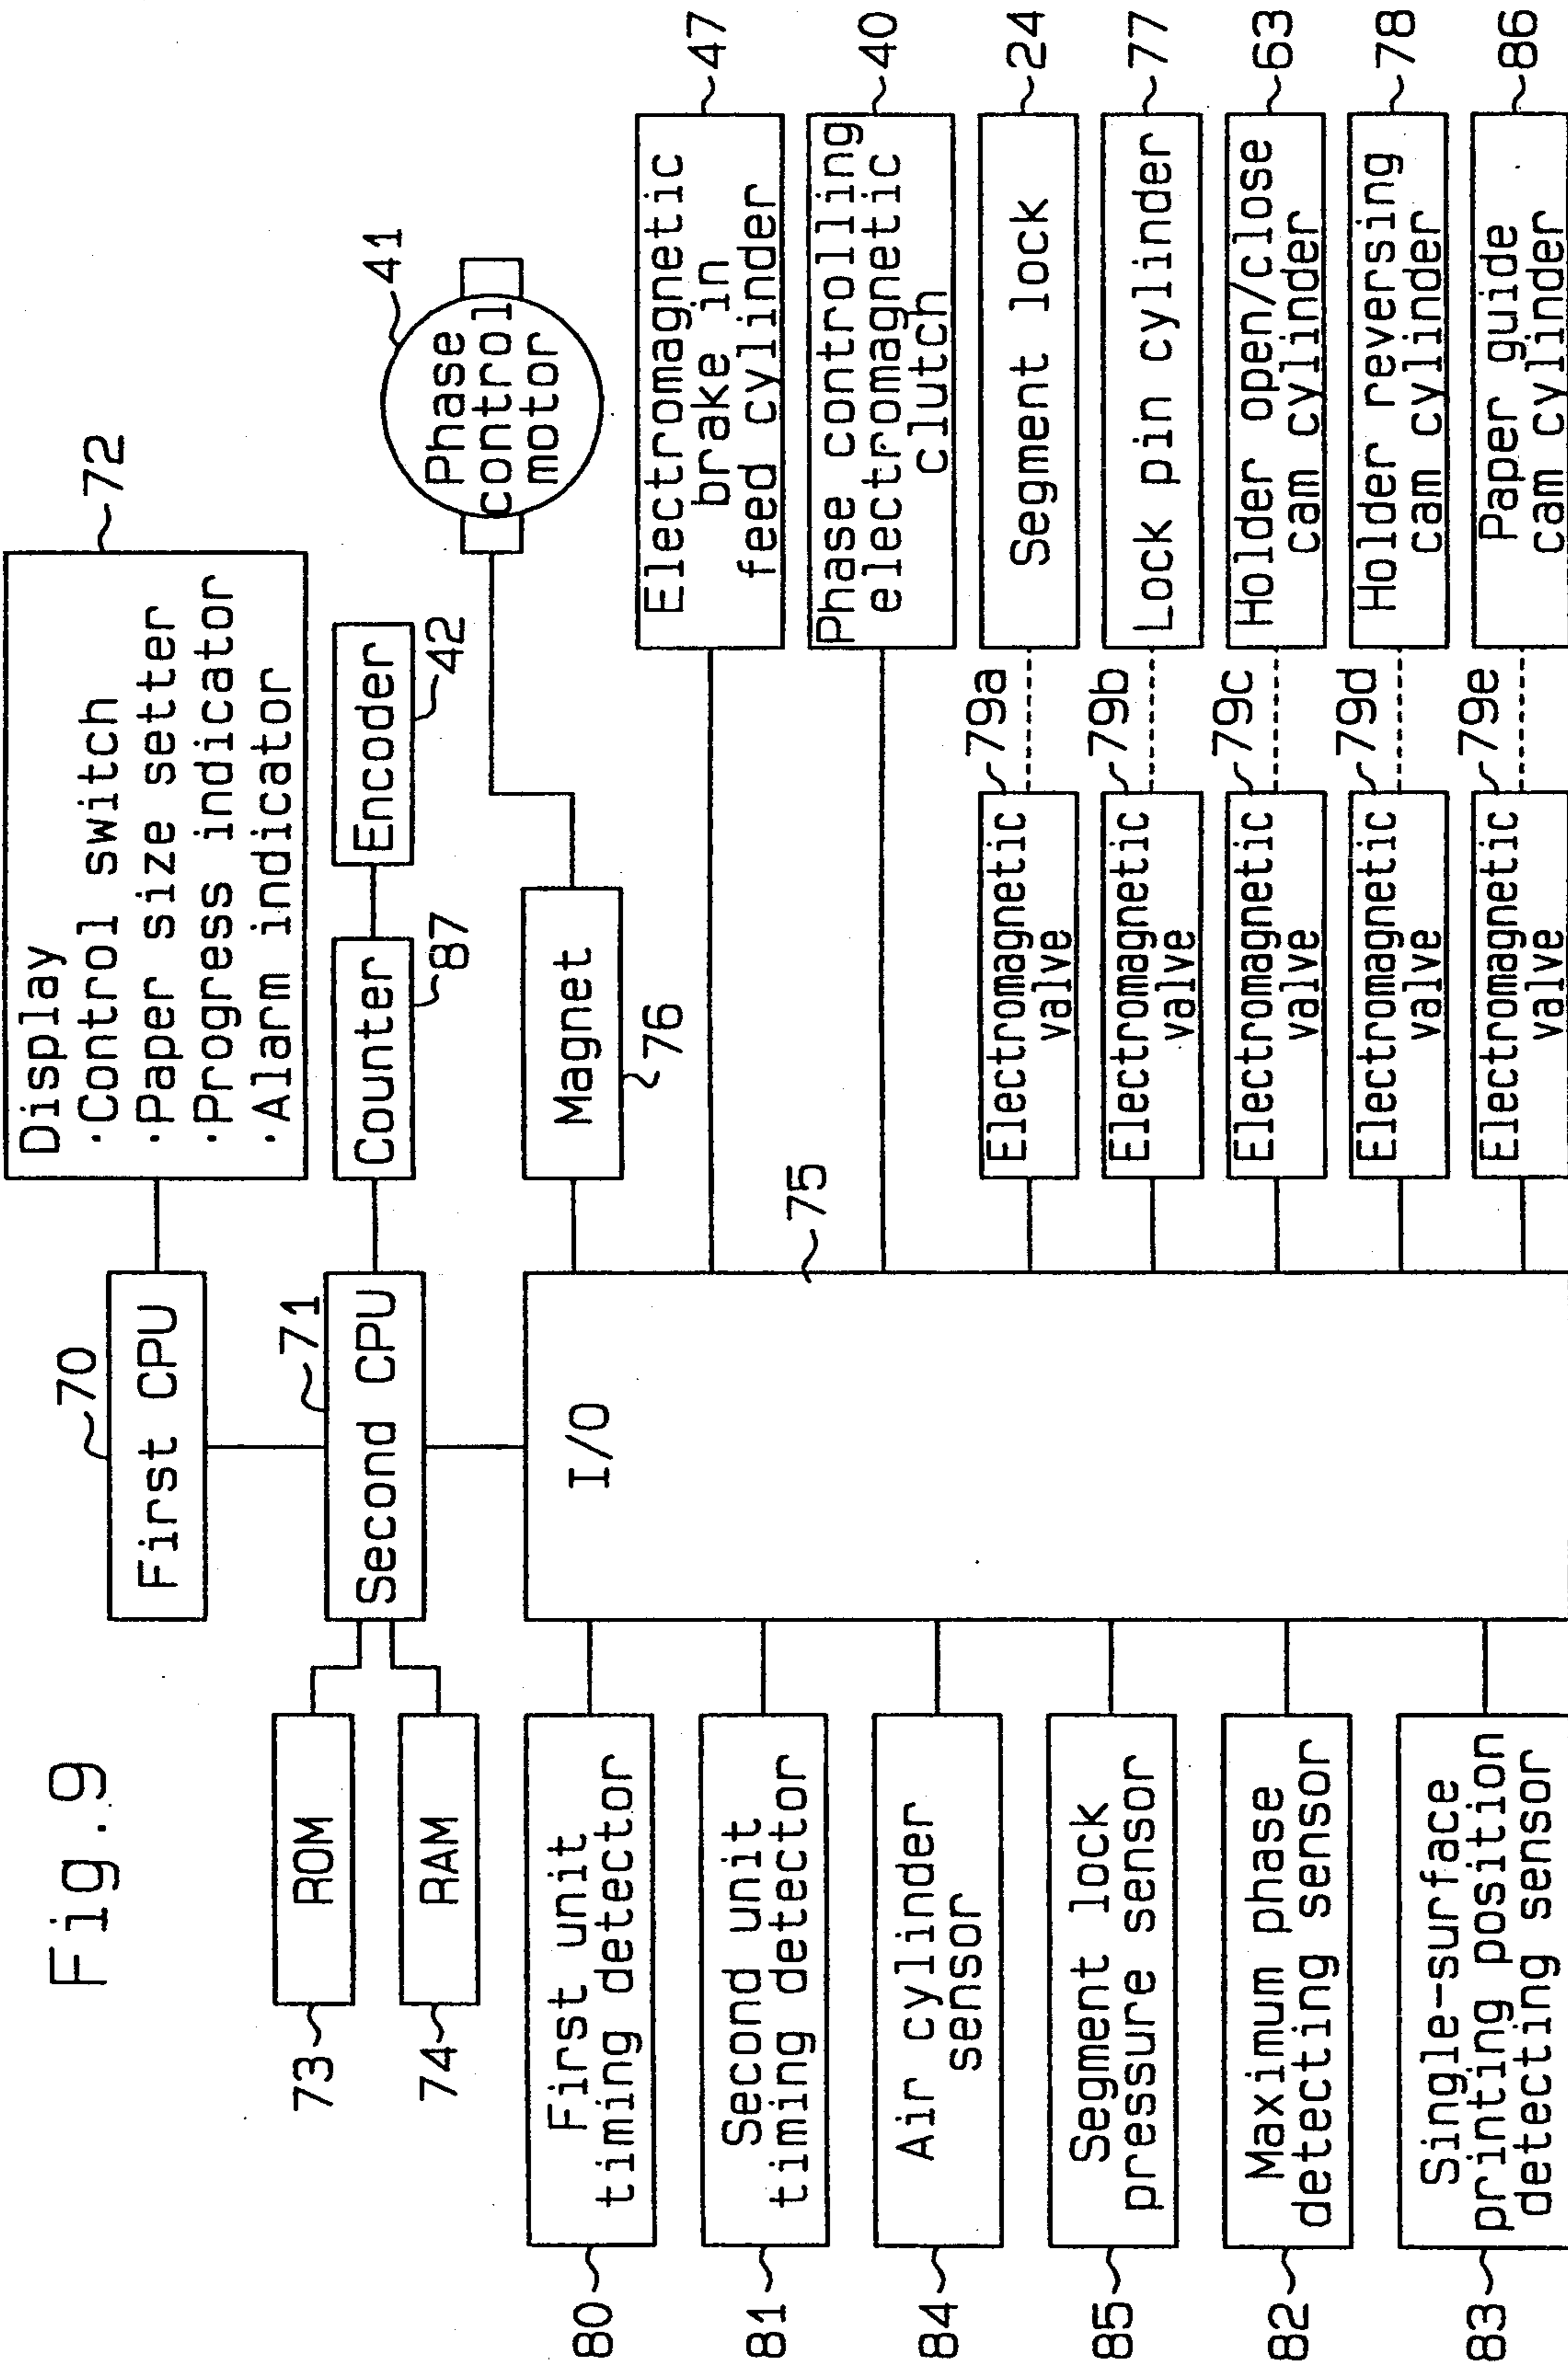 Fig.9
70
First CPU
Display
·Control switch
·Paper size setter
·Progress indicator
·Alarm indicator
72
73
ROM
74
RAM
71
Second CPU
Counter
87
Encoder
42
Phase
control
motor
41
Magnet
76
I/O
75
80
First unit
timing detector
81
Second unit
timing detector
84
Air cylinder
sensor
85
Segment lock
pressure sensor
82
Maximum phase
detecting sensor
83
Single-surface
printing position
detecting sensor
Electromagnetic
brake in
feed cylinder
47
Phase controlling
electromagnetic
clutch
40
Electromagnetic
valve
79a
Segment lock
24
Electromagnetic
valve
79b
Lock pin cylinder
77
Electromagnetic
valve
79c
Holder open/close
cam cylinder
63
Electromagnetic
valve
79d
Holder reversing
cam cylinder
78
Electromagnetic
valve
79e
Paper guide
cam cylinder
86